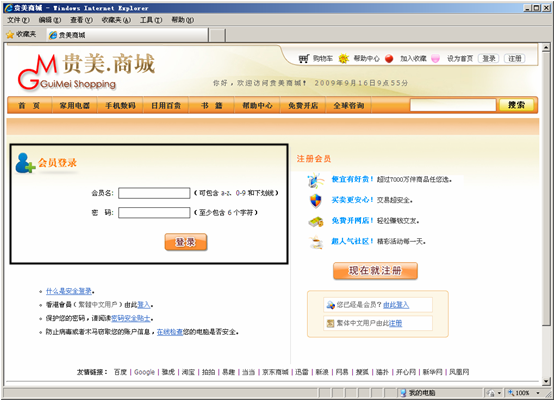 贵美商城 - Windows Internet Explorer
文件(F) 编辑(E) 查看(V) 收藏夹(A) 工具(T) 帮助(H)
收藏夹 贵美商城
GM 贵美.商城
GuiMei Shopping
购物车 帮助中心 加入收藏 设为首页 登录 注册
你好，欢迎访问贵美商城！ 2009年9月16日9点55分
首 页 家用电器 手机数码 日用百货 书 籍 帮助中心 免费开店 全球咨询 搜索
会员登录
会员名: (可包含 a-z、0-9 和下划线)
密 码: (至少包含 6 个字符)
登录
什么是安全登录。
香港會員（繁體中文用戶）由此登入。
保护您的密码，请阅读密码安全贴士。
防止病毒或者木马窃取您的账户信息，在线检查您的电脑是否安全。
注册会员
便宜有好货！超过7000万件商品任您选。
买卖更安心！交易超安全。
免费开网店！轻松赚钱交友。
超人气社区！精彩活动每一天。
现在就注册
您已经是会员？由此登入
繁体中文用户由此注册
友情链接： 百度 | Google | 雅虎 | 淘宝 | 拍拍 | 易趣 | 当当 | 京东商城 | 迅雷 | 新浪 | 网易 | 搜狐 | 猫扑 | 开心网 | 新华网 | 凤凰网
我的电脑 100%